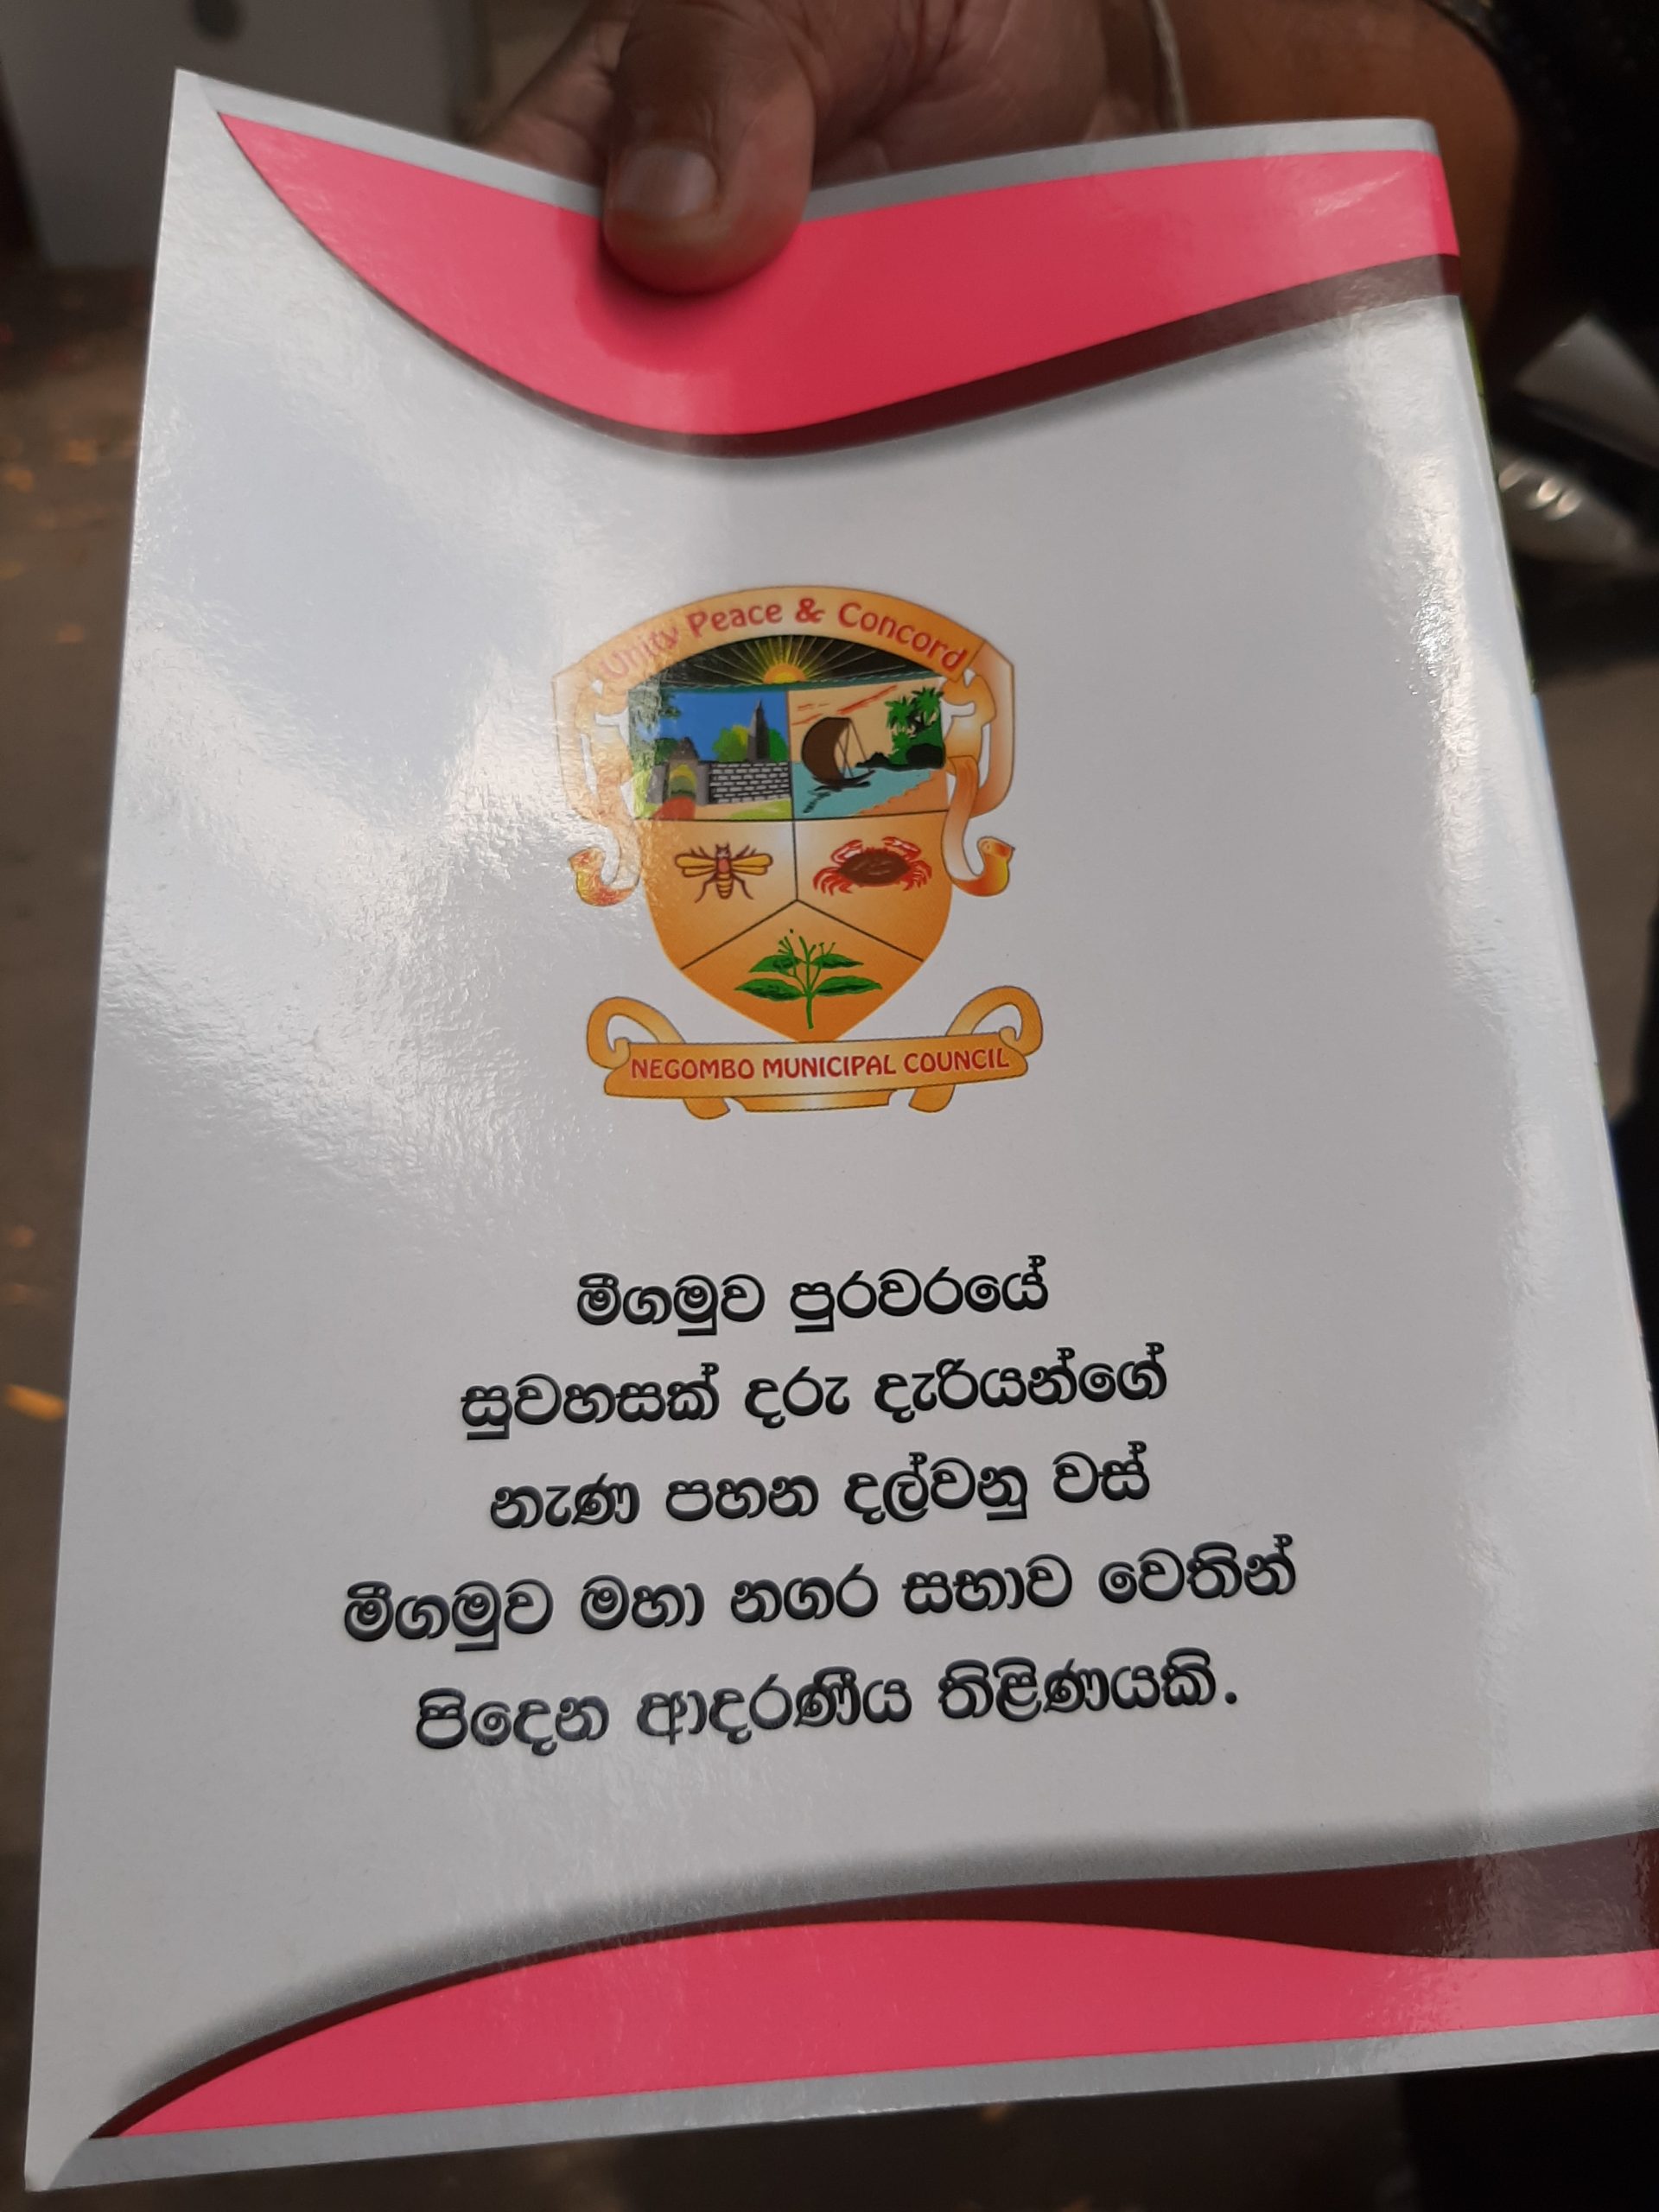 Unity Peace & Concord
NEGOMBO MUNICIPAL COUNCIL
මීගමුව පුරවරයේ
සුවහසක් දරු දැරියන්ගේ
නැණ පහන දල්වනු වස්
මීගමුව මහා නගර සභාව වෙතින්
පිදෙන ආදරණීය තිළිණයකි.